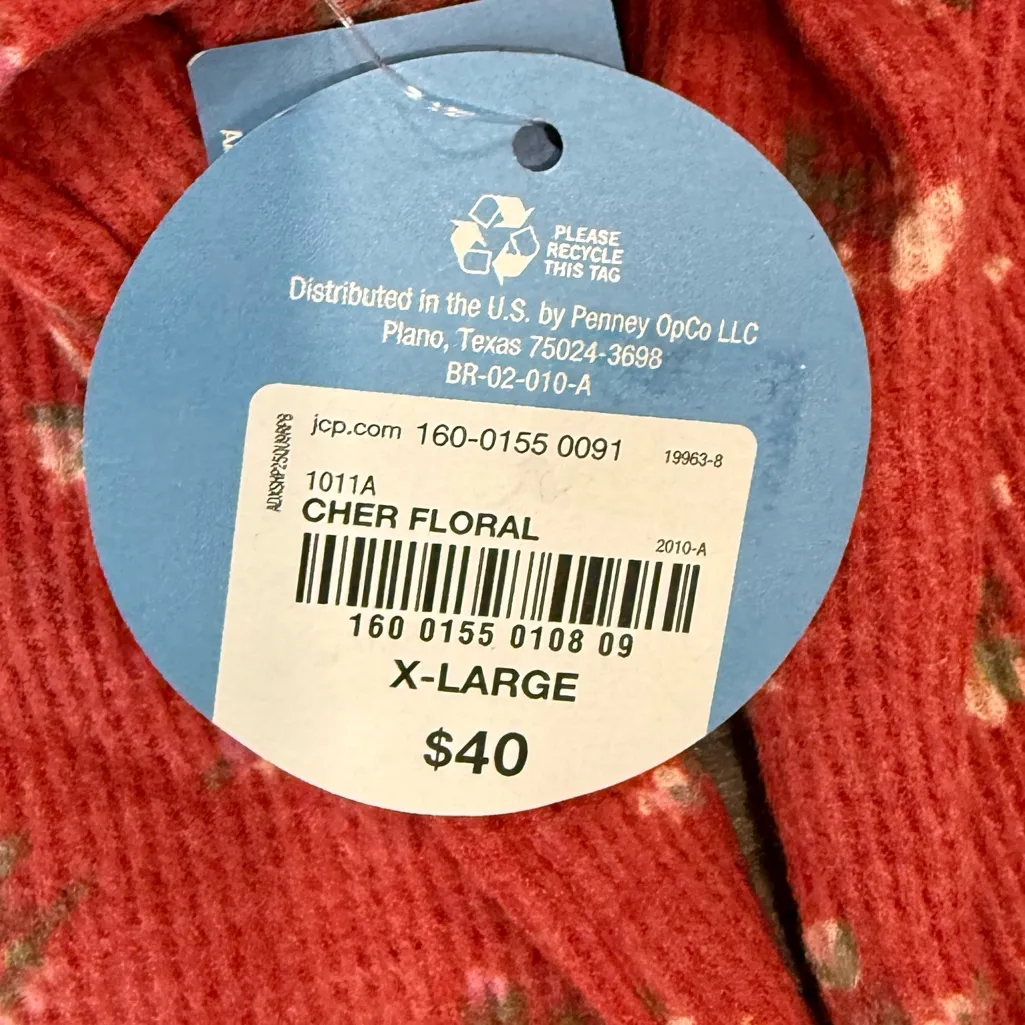 PLEASE
RECYCLE
THIS TAG
Distributed in the U.S. by Penney OpCo LLC
Plano, Texas 75024-3698
BR-02-010-A
jcp.com 160-0155 0091
19963-8
1011A
CHER FLORAL
2010-A
160 0155 0108 09
X-LARGE
$40